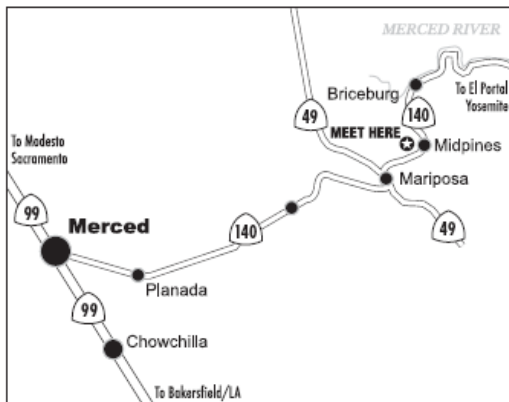 MERCED RIVER
Briceburg
To El Portal
Yosemite
49
140
MEET HERE
Midpines
To Modesto
Sacramento
Mariposa
99
Merced
140
49
Planada
99
Chowchilla
To Bakersfield/LA